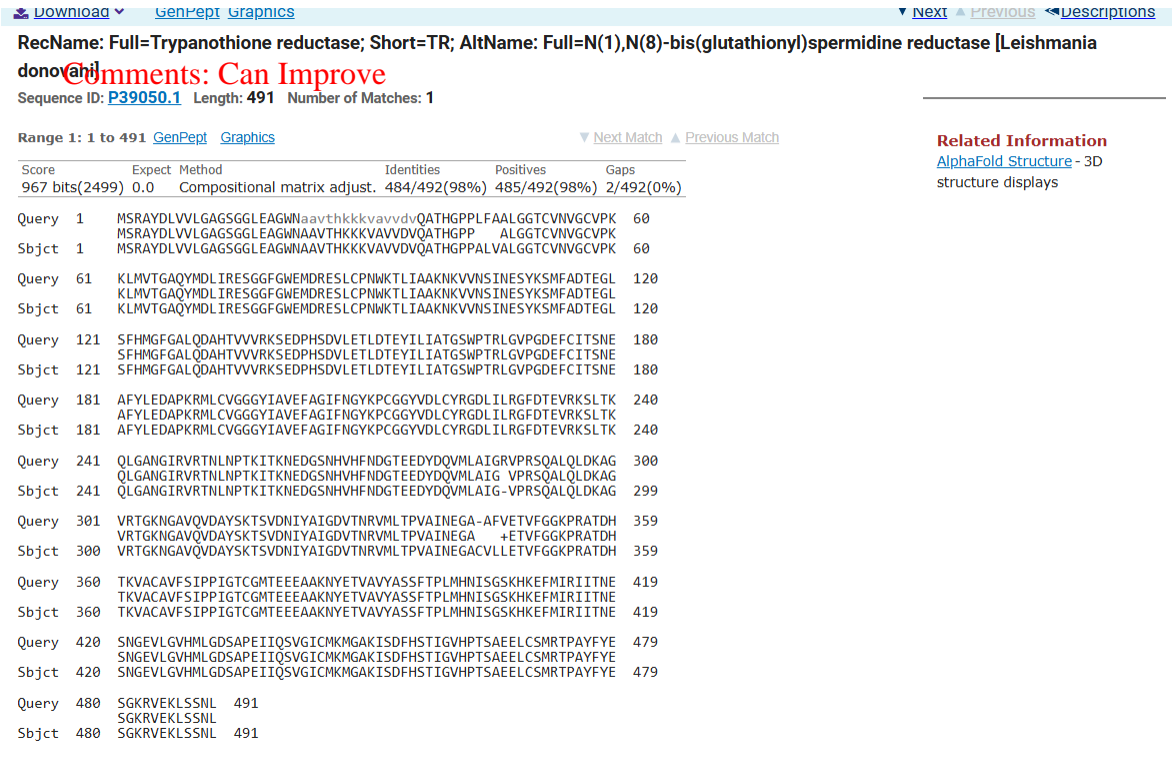 Download GenPept Graphics Next Previous Descriptions
RecName: Full=Trypanothione reductase; Short=TR; AltName: Full=N(1),N(8)-bis(glutathionyl)spermidine reductase [Leishmania
donovani]
Comments: Can Improve
Sequence ID: P39050.1 Length: 491 Number of Matches: 1
Range 1: 1 to 491 GenPept Graphics Next Match Previous Match
Related Information
AlphaFold Structure - 3D
structure displays
Score Expect Method Identities Positives Gaps
967 bits(2499) 0.0 Compositional matrix adjust. 484/492(98%) 485/492(98%) 2/492(0%)
Query 1 MSRAYDLVVLGAGSGGLEAGWNaavthkkkvavvdvQATHGPPLFAALGGTCVNVGCVPK 60
MSRAYDLVVLGAGSGGLEAGWNAAVTHKKKVAVVDVQATHGPP ALGGTCVNVGCVPK
Sbjct 1 MSRAYDLVVLGAGSGGLEAGWNAAVTHKKKVAVVDVQATHGPPALVALGGTCVNVGCVPK 60
Query 61 KLMVTGAQYMDLIRESGGFGWEMDRESLCPNWKTLIAAKNKVVNSINESYKSMFADTEGL 120
KLMVTGAQYMDLIRESGGFGWEMDRESLCPNWKTLIAAKNKVVNSINESYKSMFADTEGL
Sbjct 61 KLMVTGAQYMDLIRESGGFGWEMDRESLCPNWKTLIAAKNKVVNSINESYKSMFADTEGL 120
Query 121 SFHMGFGALQDAHTVVVRKSEDPHSDVLETLDTEYILIATGSWPTRLGVPGDEFCITSNE 180
SFHMGFGALQDAHTVVVRKSEDPHSDVLETLDTEYILIATGSWPTRLGVPGDEFCITSNE
Sbjct 121 SFHMGFGALQDAHTVVVRKSEDPHSDVLETLDTEYILIATGSWPTRLGVPGDEFCITSNE 180
Query 181 AFYLEDAPKRMLCVGGGYIAVEFAGIFNGYKPCGGYVDLCYRGDLILRGFDTEVRKSLTK 240
AFYLEDAPKRMLCVGGGYIAVEFAGIFNGYKPCGGYVDLCYRGDLILRGFDTEVRKSLTK
Sbjct 181 AFYLEDAPKRMLCVGGGYIAVEFAGIFNGYKPCGGYVDLCYRGDLILRGFDTEVRKSLTK 240
Query 241 QLGANGIRVRTNLNPTKITKNEDGSNHVHFNDGTEEDYDQVMLAIGRVPRSQALQLDKAG 300
QLGANGIRVRTNLNPTKITKNEDGSNHVHFNDGTEEDYDQVMLAIG VPRSQALQLDKAG
Sbjct 241 QLGANGIRVRTNLNPTKITKNEDGSNHVHFNDGTEEDYDQVMLAIG-VPRSQALQLDKAG 299
Query 301 VRTGKNGAVQVDAYSKTSVDNIYAIGDVTNRVMLTPVAINEGA-AFVETVFGGKPRATDH 359
VRTGKNGAVQVDAYSKTSVDNIYAIGDVTNRVMLTPVAINEGA +ETVFGGKPRATDH
Sbjct 300 VRTGKNGAVQVDAYSKTSVDNIYAIGDVTNRVMLTPVAINEGACVLLETVFGGKPRATDH 359
Query 360 TKVACAVFSIPPIGTCGMTEEEAAKNYETVAVYASSFTPLMHNISGSKHKEFMIRIITNE 419
TKVACAVFSIPPIGTCGMTEEEAAKNYETVAVYASSFTPLMHNISGSKHKEFMIRIITNE
Sbjct 360 TKVACAVFSIPPIGTCGMTEEEAAKNYETVAVYASSFTPLMHNISGSKHKEFMIRIITNE 419
Query 420 SNGEVLGVHMLGDSAPEIIQSVGICMKMGAKISDFHSTIGVHPTSAEELCSMRTPAYFYE 479
SNGEVLGVHMLGDSAPEIIQSVGICMKMGAKISDFHSTIGVHPTSAEELCSMRTPAYFYE
Sbjct 420 SNGEVLGVHMLGDSAPEIIQSVGICMKMGAKISDFHSTIGVHPTSAEELCSMRTPAYFYE 479
Query 480 SGKRVEKLSSNL 491
SGKRVEKLSSNL
Sbjct 480 SGKRVEKLSSNL 491